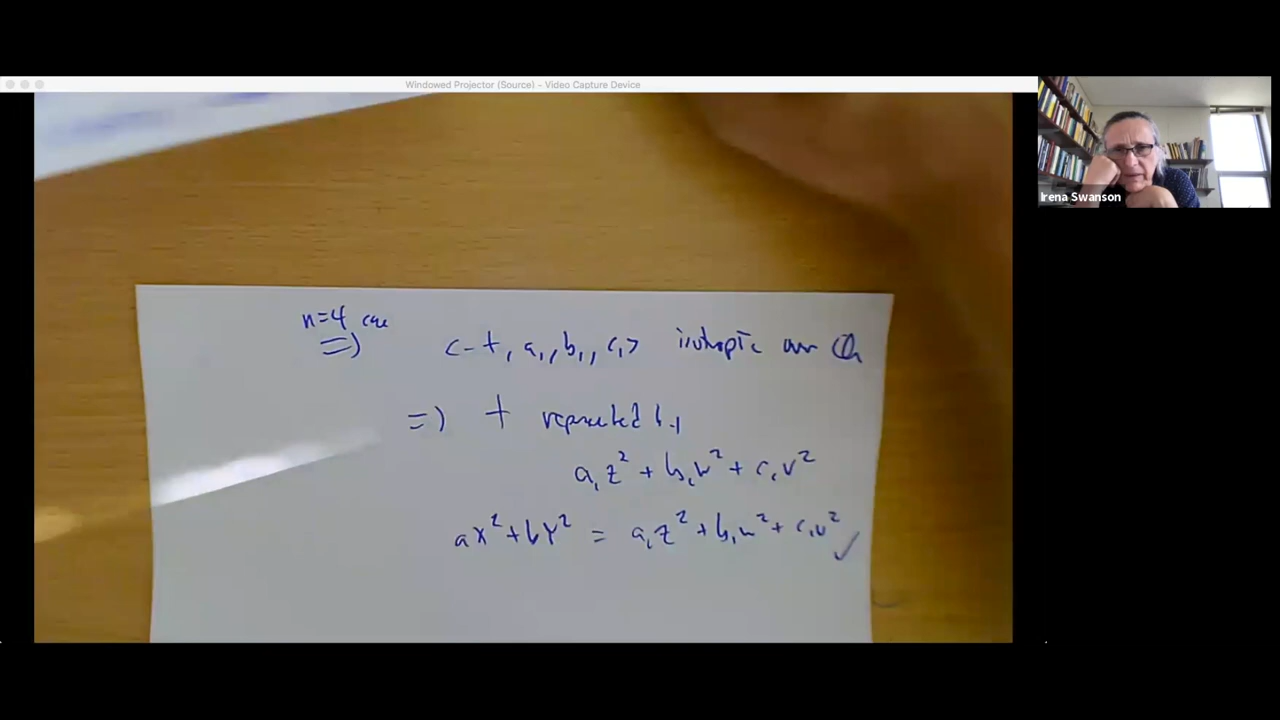 Windowed Projector (Source) - Video Capture Device
Irena Swanson
n=4 case
=> <-t, a₁, b₁, c₁> isotropic over ℚ
=> t represented by
a₁z² + b₁w² + c₁v²
ax² + by² = a₁z² + b₁w² + c₁v² ✓